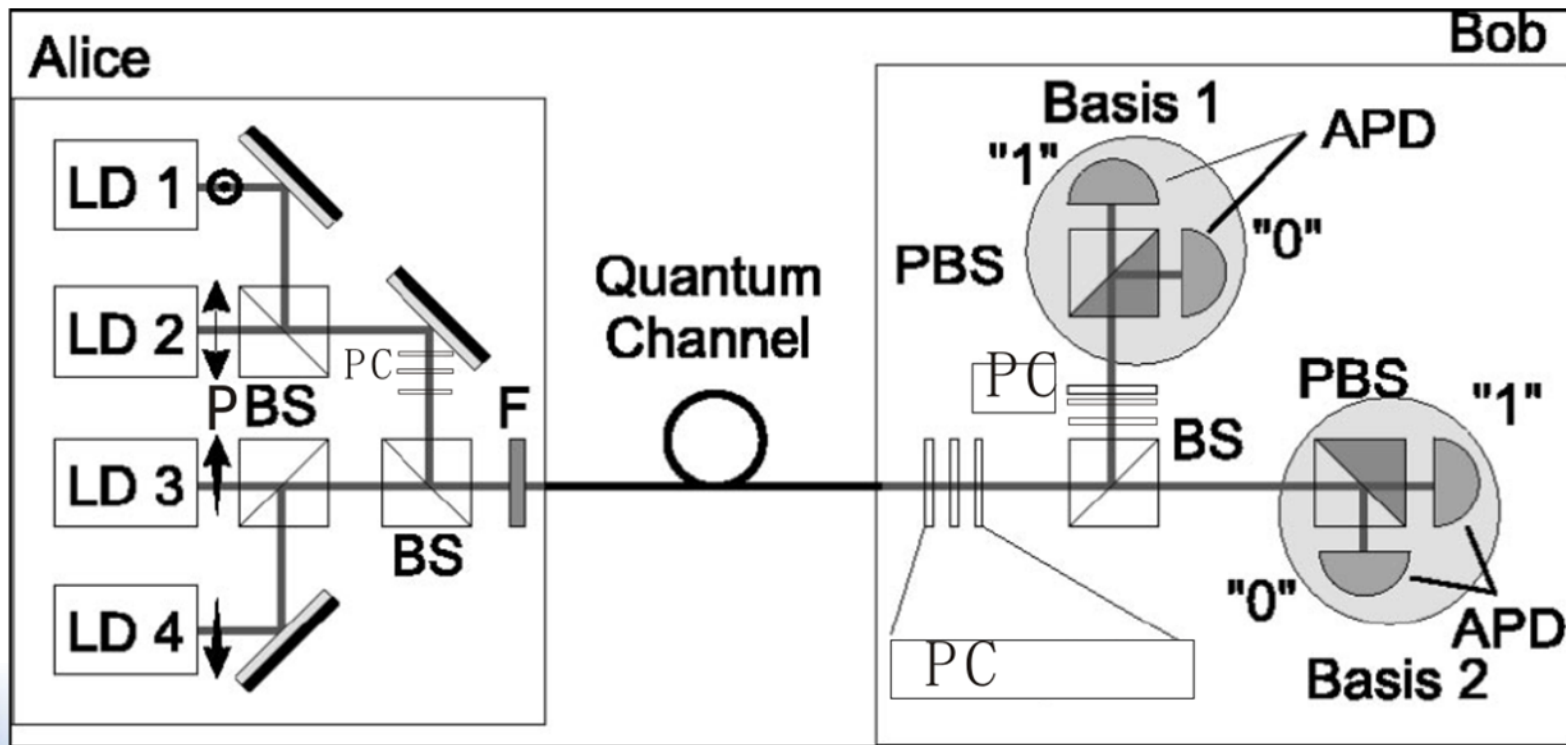 Alice
Bob
LD 1
LD 2
PBS
PC
LD 3
BS
F
LD 4
Quantum
Channel
Basis 1
APD
"1"
"0"
PBS
PC
BS
PC
PBS
"1"
"0"
APD
Basis 2